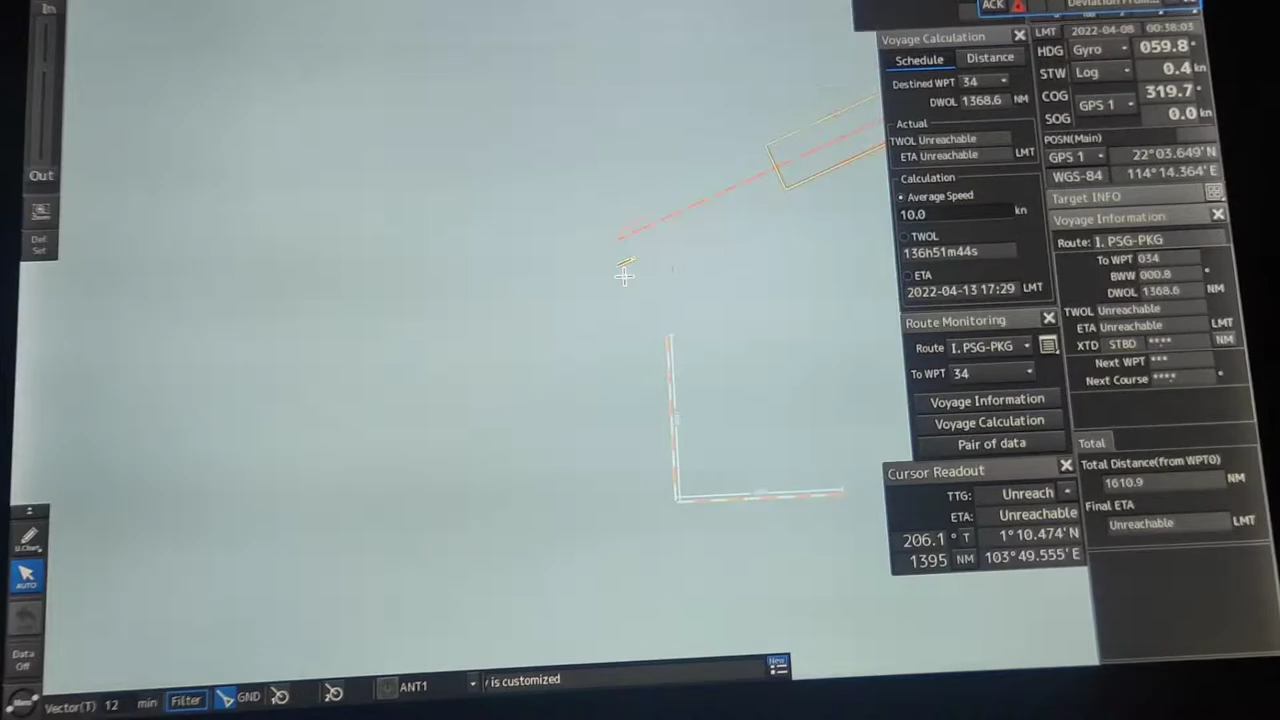 In
Out
Def.
Set
U.Chart
AUTO
Data
Off
Menu
Vector(T) 12 min Filter GND ANT1
is customized
New
ACK
Deviation From...
Voyage Calculation
Schedule Distance
Destined WPT 34
DWOL 1368.6 NM
Actual
TWOL Unreachable
ETA Unreachable LMT
Calculation
Average Speed
10.0 kn
TWOL
136h51m44s
ETA
2022-04-13 17:29 LMT
Route Monitoring
Route I. PSG-PKG
To WPT 34
Voyage Information
Voyage Calculation
Pair of data
Cursor Readout
TTG: Unreach
ETA: Unreachable
206.1 ° T 1°10.474'N
1395 NM 103°49.555'E
LMT 2022-04-08 00:38:03
HDG Gyro 059.8°
STW Log 0.4 kn
COG GPS 1 319.7°
SOG 0.0 kn
POSN(Main)
GPS 1 22°03.649'N
WGS-84 114°14.364'E
Target INFO
Voyage Information
Route: I. PSG-PKG
To WPT 034
BWW 000.8 °
DWOL 1368.6 NM
TWOL Unreachable
ETA Unreachable LMT
XTD STBD **** NM
Next WPT ***
Next Course **** °
Total
Total Distance(from WPT0)
1610.9 NM
Final ETA
Unreachable LMT